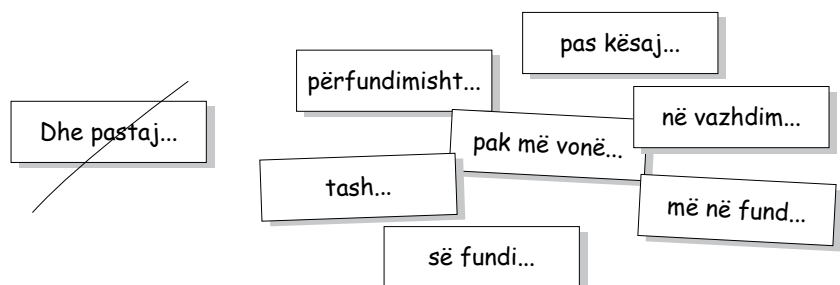 pas kësaj...
përfundimisht...
në vazhdim...
Dhe pastaj...
pak më vonë...
tash...
më në fund...
së fundi...